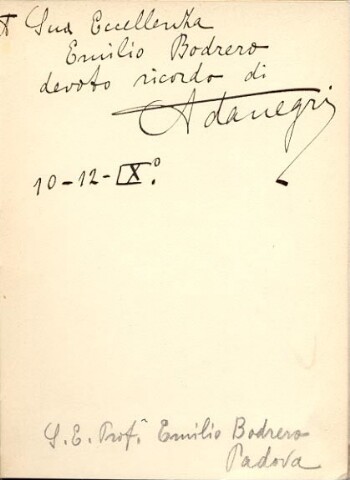 A Sua Eccellenza
Emilio Bodrero
devoto ricordo di
Ada Negri
10-12-X.º
S. E. Prof. Emilio Bodrero
Padova